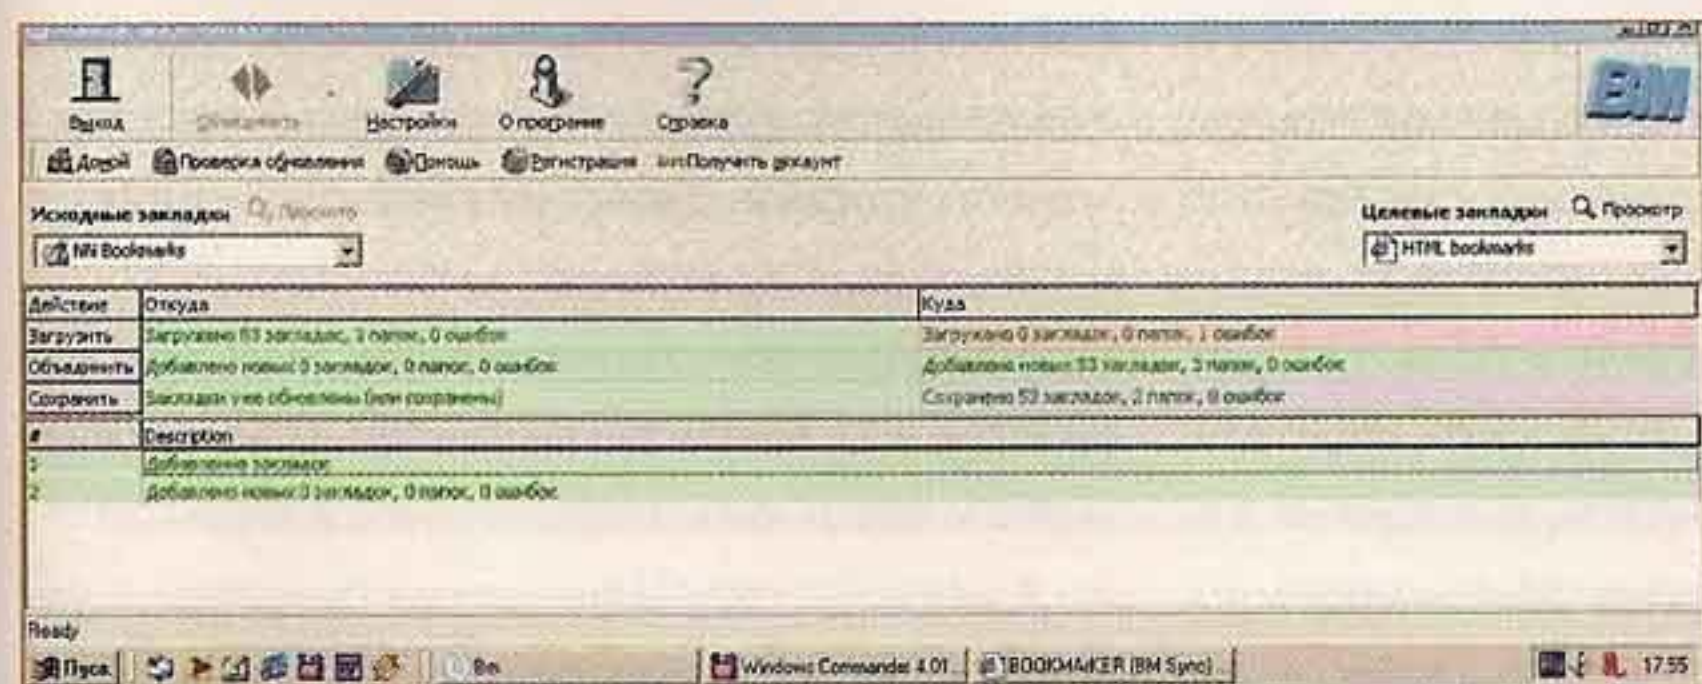 BM
Выход Объединить Настройки О программе Справка
Домой Проверка обновления Помощь Регистрация Получить аккаунт
Исходные закладки Просмотр Целевые закладки Просмотр
NN Bookmarks HTML bookmarks
Действие Откуда Куда
Загрузить Загружено 53 закладок, 3 папок, 0 ошибок Загружено 0 закладок, 0 папок, 1 ошибок
Объединить Добавлено новых 0 закладок, 0 папок, 0 ошибок Добавлено новых 53 закладок, 3 папок, 0 ошибок
Сохранить Закладки уже обновлены (или сохранены) Сохранено 53 закладок, 2 папок, 0 ошибок
# Description
1 Добавление закладок
2 Добавлено новых 0 закладок, 0 папок, 0 ошибок
Ready
Пуск Bm Windows Commander 4.01... BOOKMARKER (BM Sync)... 17:55